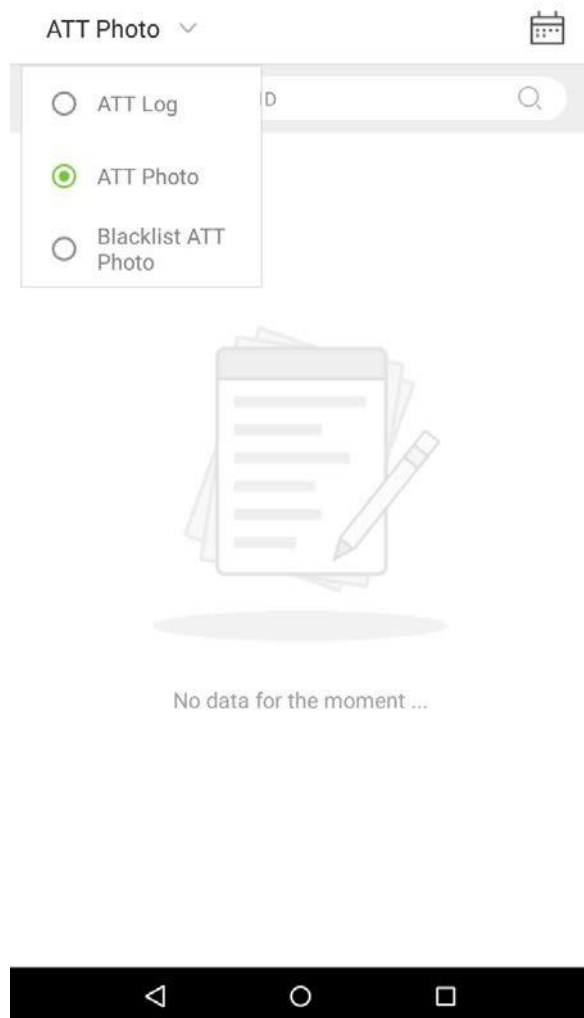 ATT Photo
ATT Log
ATT Photo
Blacklist ATT
Photo
No data for the moment ...